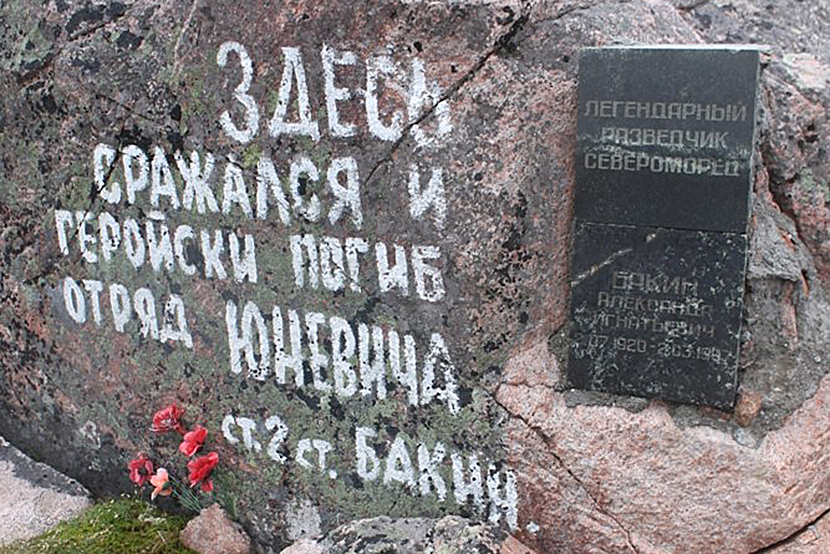 ЗДЕСЬ
СРАЖАЛСЯ И
ГЕРОЙСКИ ПОГИБ
ОТРЯД ЮНЕВИЧА
СТ.2 СТ. БАКИН.
ЛЕГЕНДАРНЫЙ
РАЗВЕДЧИК
СЕВЕРОМОРЕЦ
БАКИН
АЛЕКСАНДР
ИГНАТЬЕВИЧ